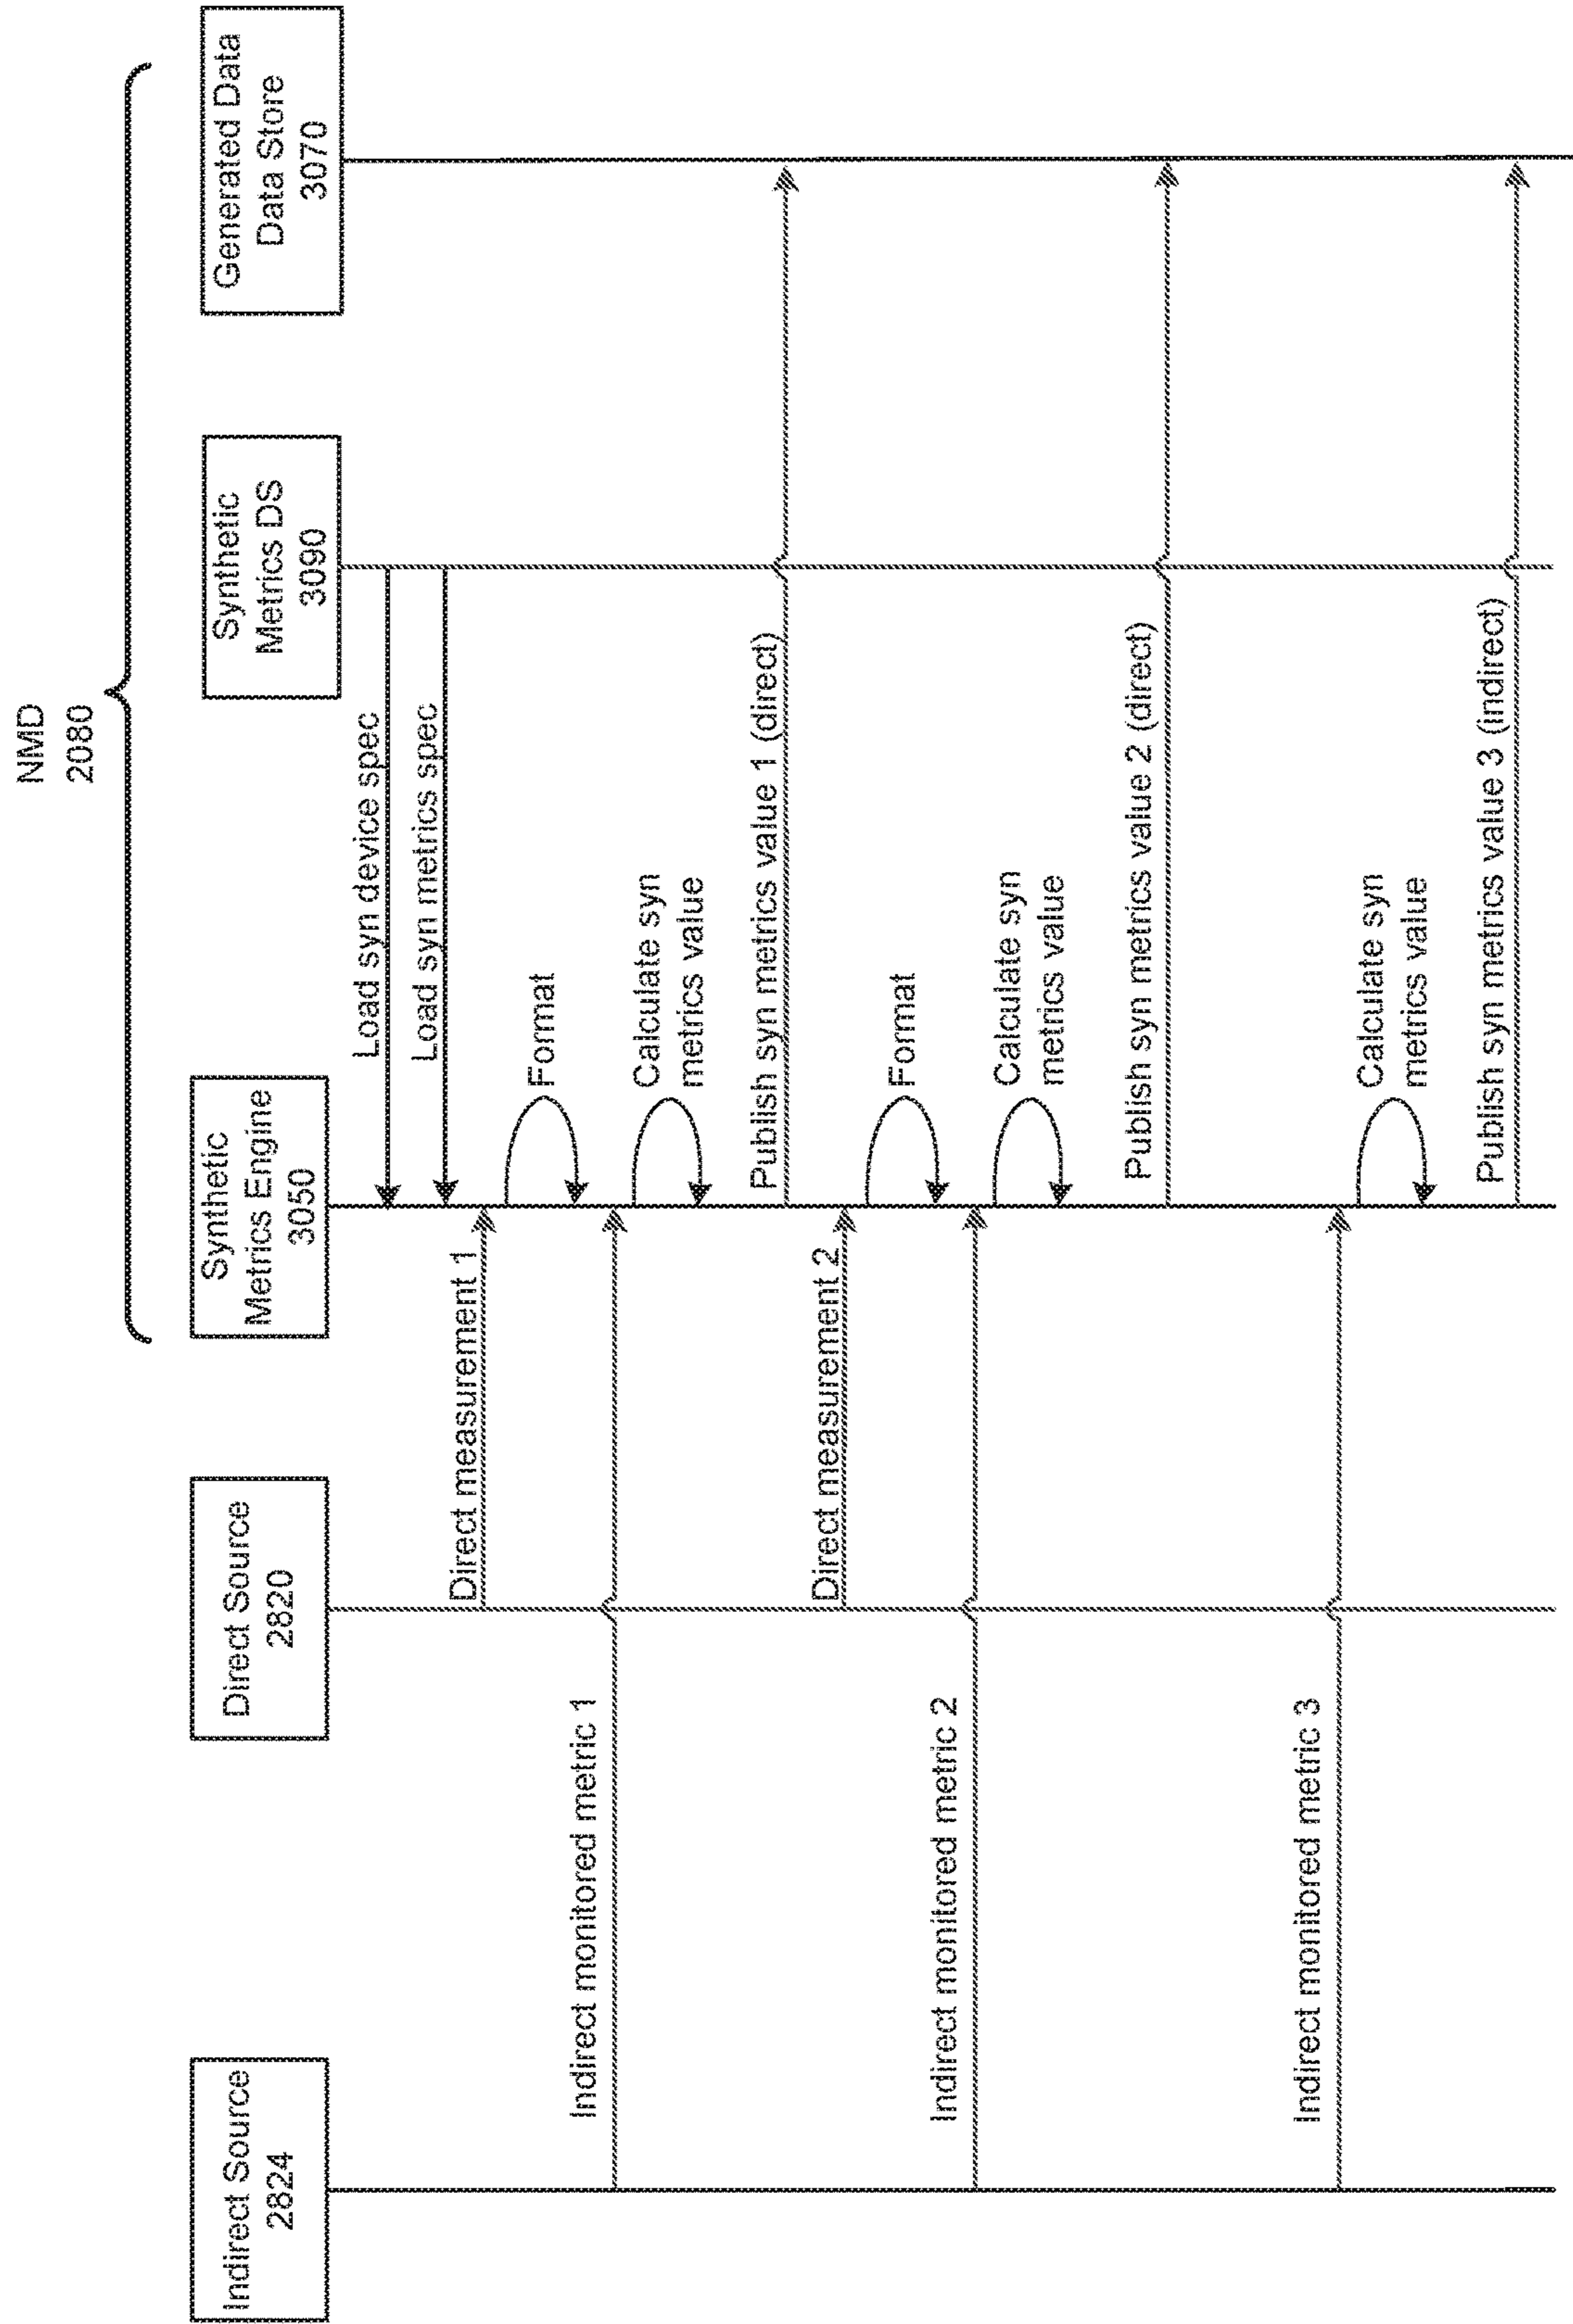 NMD
2080
Indirect Source
2824
Direct Source
2820
Synthetic
Metrics Engine
3050
Synthetic
Metrics DS
3090
Generated Data
Data Store
3070
Load syn device spec
Load syn metrics spec
Direct measurement 1
Format
Indirect monitored metric 1
Calculate syn
metrics value
Publish syn metrics value 1 (direct)
Direct measurement 2
Format
Indirect monitored metric 2
Calculate syn
metrics value
Publish syn metrics value 2 (direct)
Indirect monitored metric 3
Calculate syn
metrics value
Publish syn metrics value 3 (indirect)